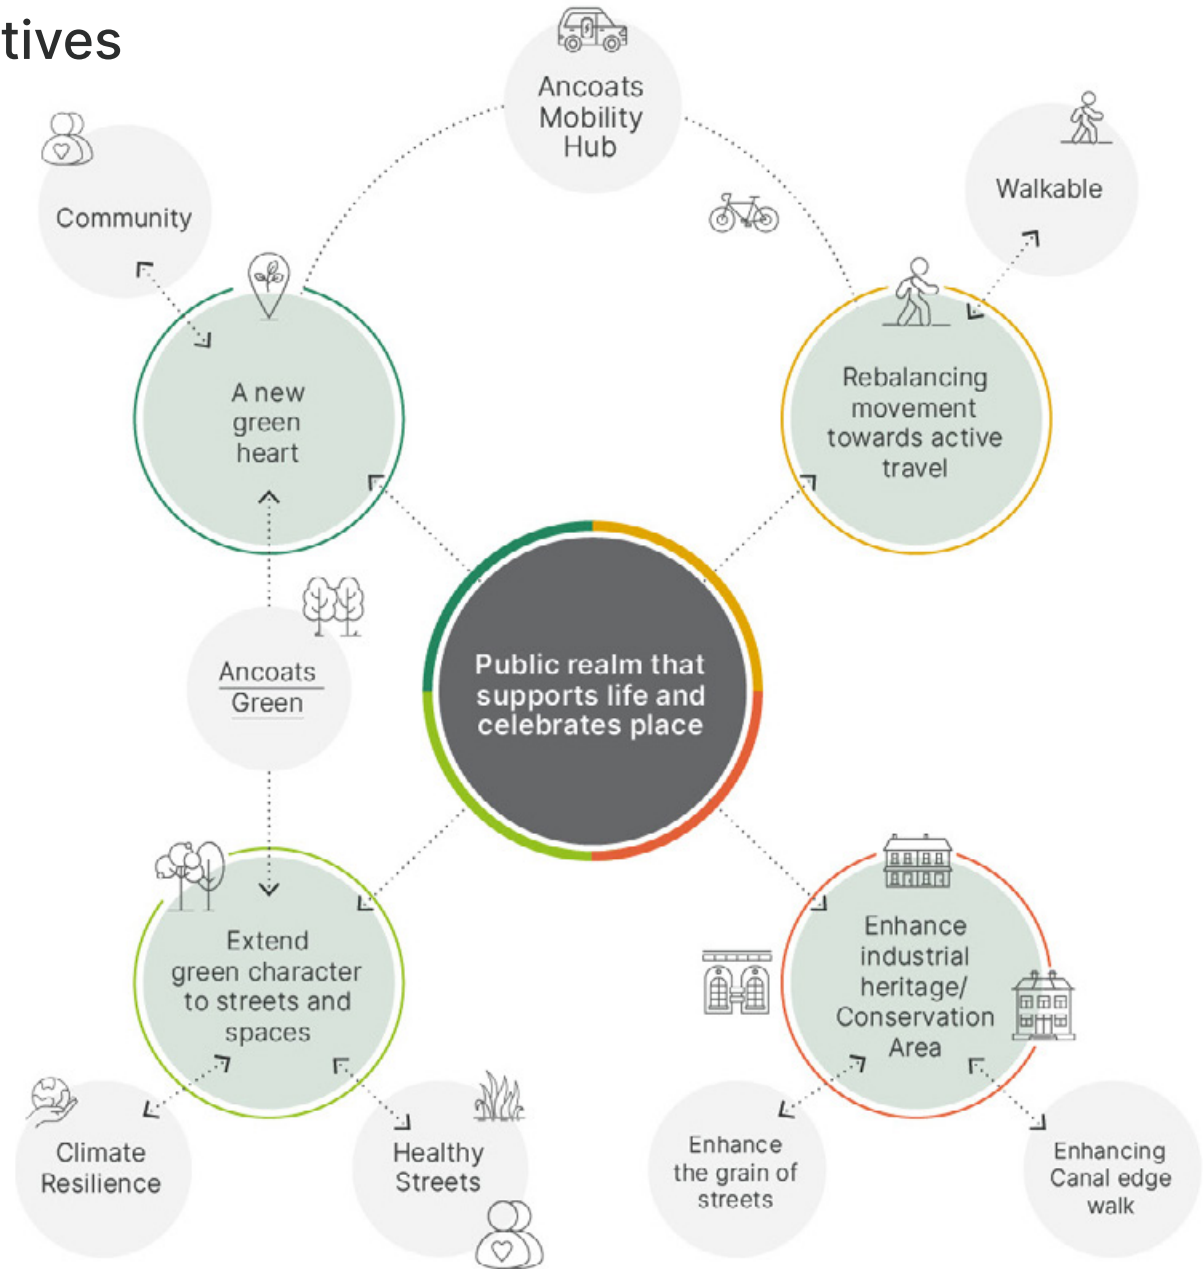 tives
Ancoats
Mobility
Hub
Community
Walkable
A new
green
heart
Rebalancing
movement
towards active
travel
Ancoats
Green
Public realm that
supports life and
celebrates place
Extend
green character
to streets and
spaces
Enhance
industrial
heritage/
Conservation
Area
Climate
Resilience
Healthy
Streets
Enhance
the grain of
streets
Enhancing
Canal edge
walk